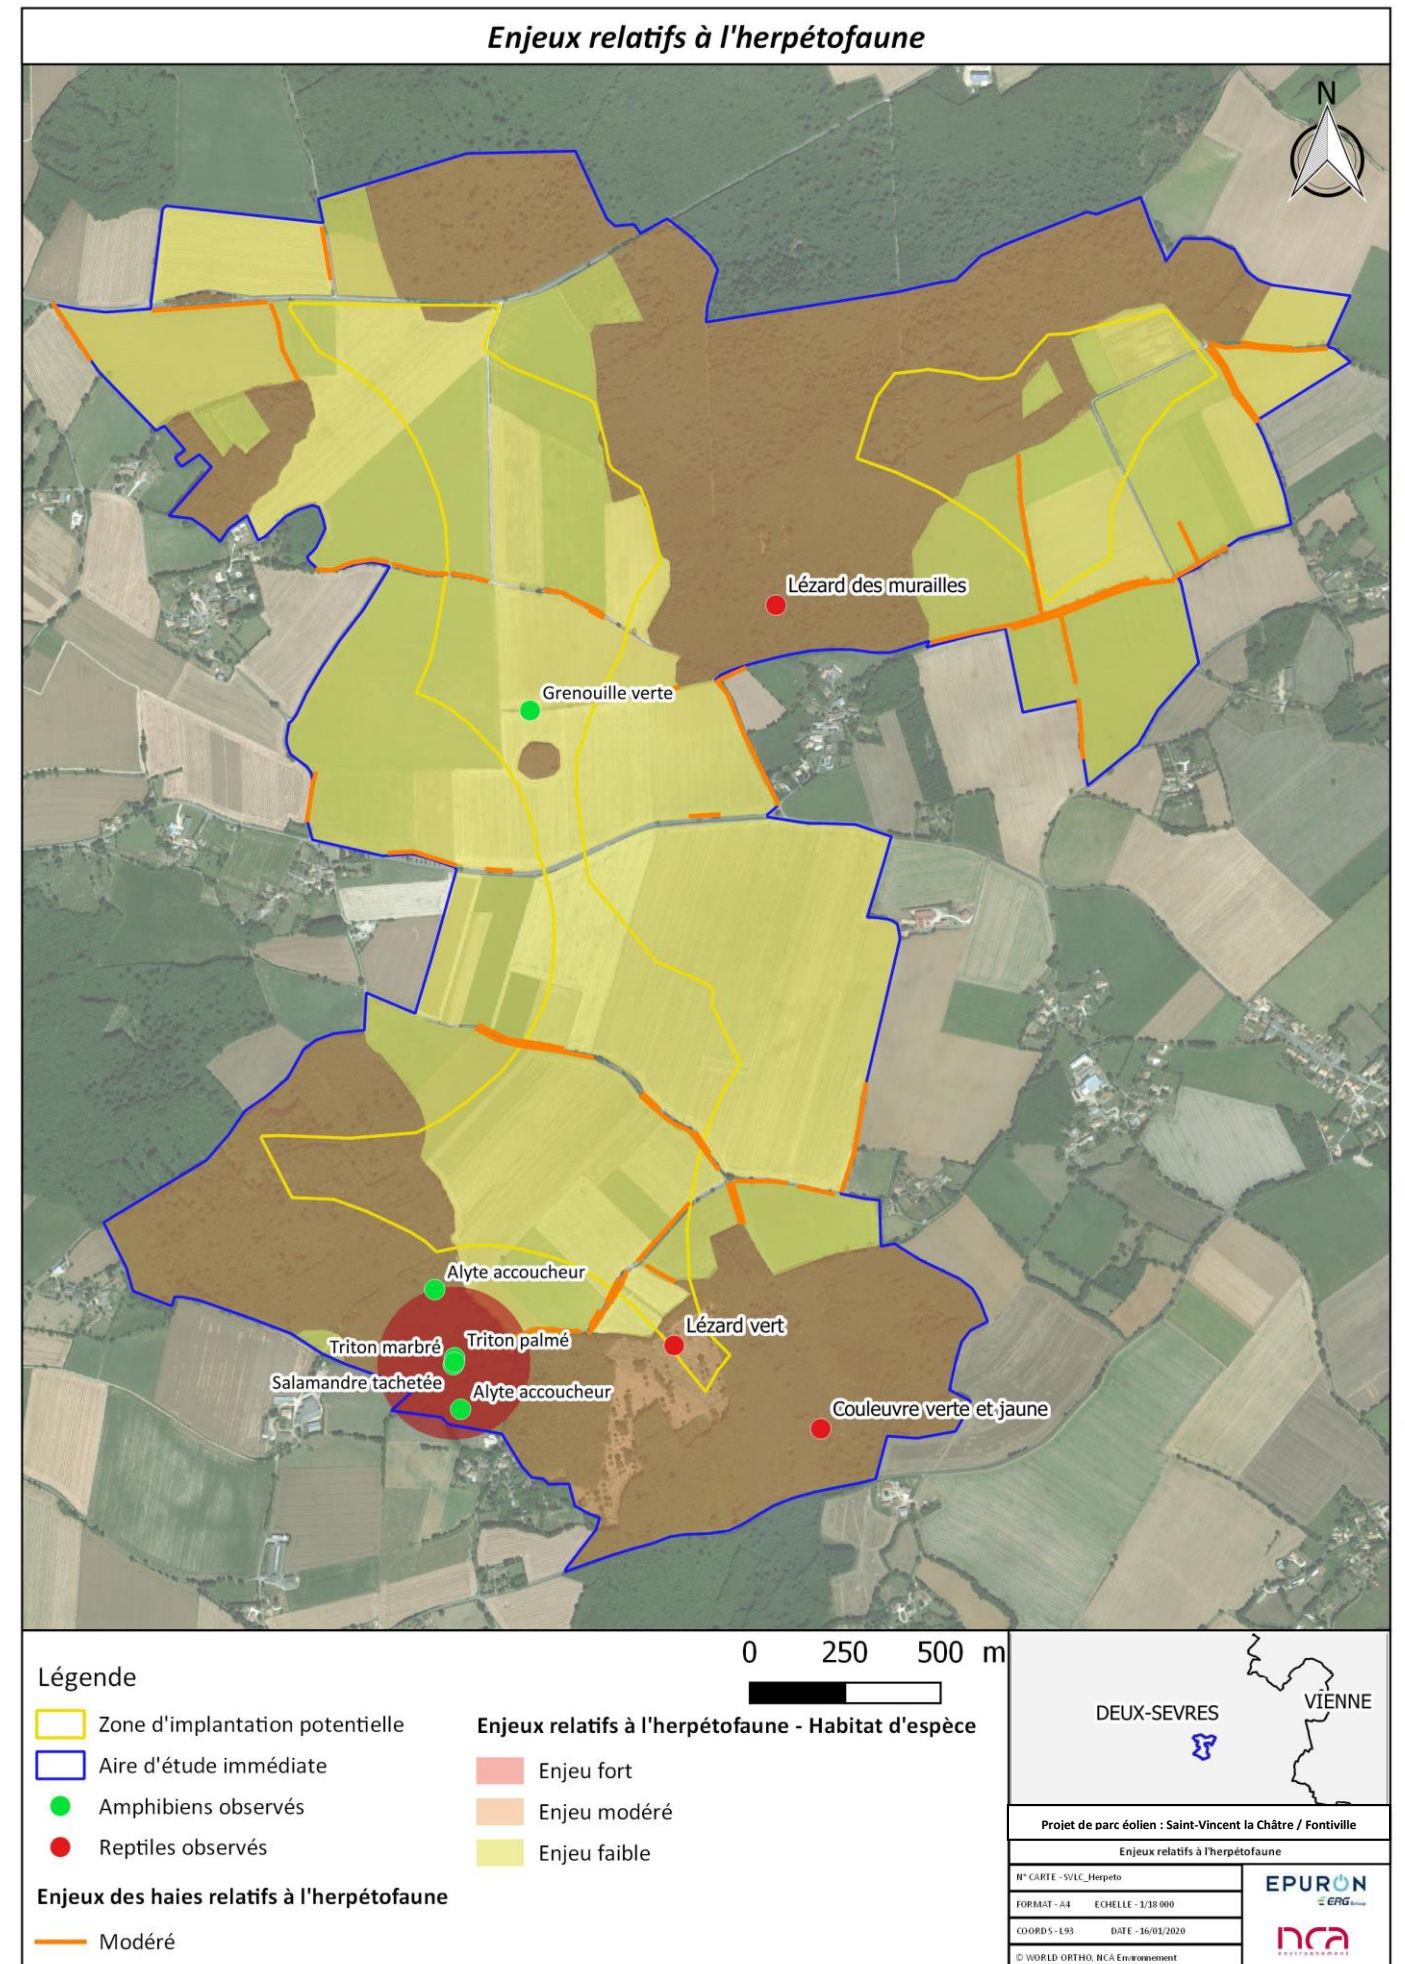 Enjeux relatifs à l'herpétofaune
N
Lézard des murailles
Grenouille verte
Alyte accoucheur
Triton marbré
Triton palmé
Salamandre tachetée
Alyte accoucheur
Lézard vert
Couleuvre verte et jaune
0 250 500 m
Légende
Zone d'implantation potentielle
Aire d'étude immédiate
Amphibiens observés
Reptiles observés
Enjeux des haies relatifs à l'herpétofaune
Modéré
Enjeux relatifs à l'herpétofaune - Habitat d'espèce
Enjeu fort
Enjeu modéré
Enjeu faible
DEUX-SEVRES
VIENNE
Projet de parc éolien : Saint-Vincent la Châtre / Fontiville
Enjeux relatifs à l'herpétofaune
N° CARTE - SVLC_Herpeto
FORMAT - A4 ECHELLE - 1/18 000
COORDS - L93 DATE - 16/01/2020
© WORLD ORTHO, NCA Environnement
EPURON
ERG Group
nca
environnement